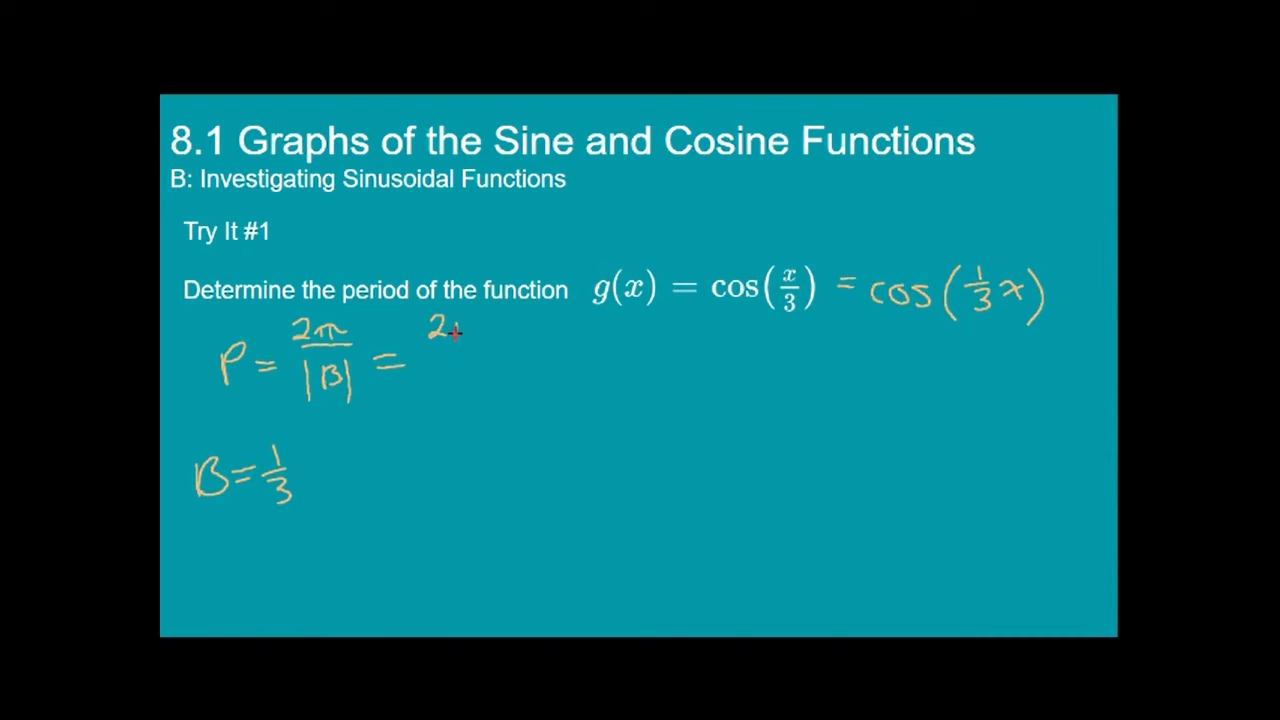 8.1 Graphs of the Sine and Cosine Functions
B: Investigating Sinusoidal Functions
Try It #1
Determine the period of the function g(x) = cos(x/3) = cos(1/3 x)
P = 2π/|B| = 2
B = 1/3